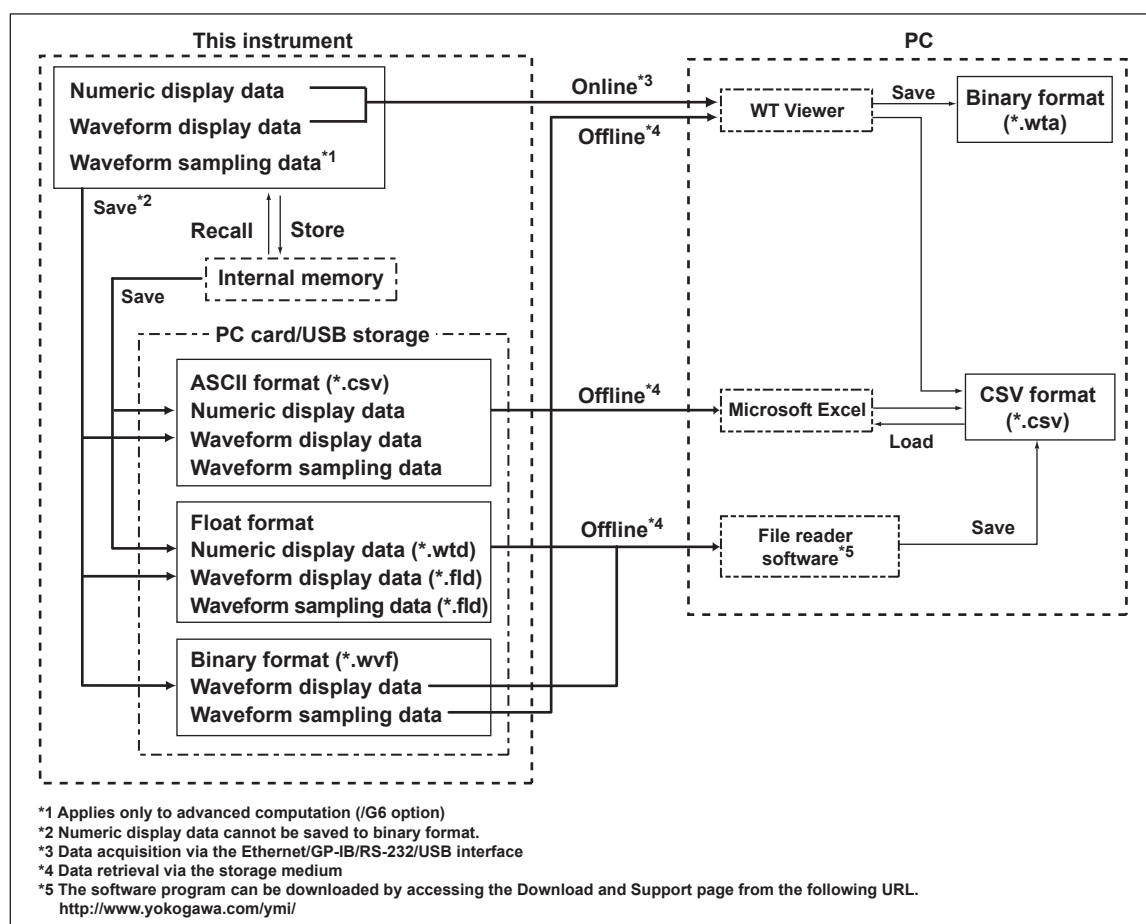 This instrument
PC
Numeric display data
Waveform display data
Waveform sampling data*1
Online*3
Offline*4
WT Viewer
Save
Binary format
(*.wta)
Save*2
Recall
Store
Internal memory
Save
PC card/USB storage
ASCII format (*.csv)
Numeric display data
Waveform display data
Waveform sampling data
Offline*4
Microsoft Excel
Load
CSV format
(*.csv)
Float format
Numeric display data (*.wtd)
Waveform display data (*.fld)
Waveform sampling data (*.fld)
Offline*4
File reader
software*5
Save
Binary format (*.wvf)
Waveform display data
Waveform sampling data
*1 Applies only to advanced computation (/G6 option)
*2 Numeric display data cannot be saved to binary format.
*3 Data acquisition via the Ethernet/GP-IB/RS-232/USB interface
*4 Data retrieval via the storage medium
*5 The software program can be downloaded by accessing the Download and Support page from the following URL.
http://www.yokogawa.com/ymi/